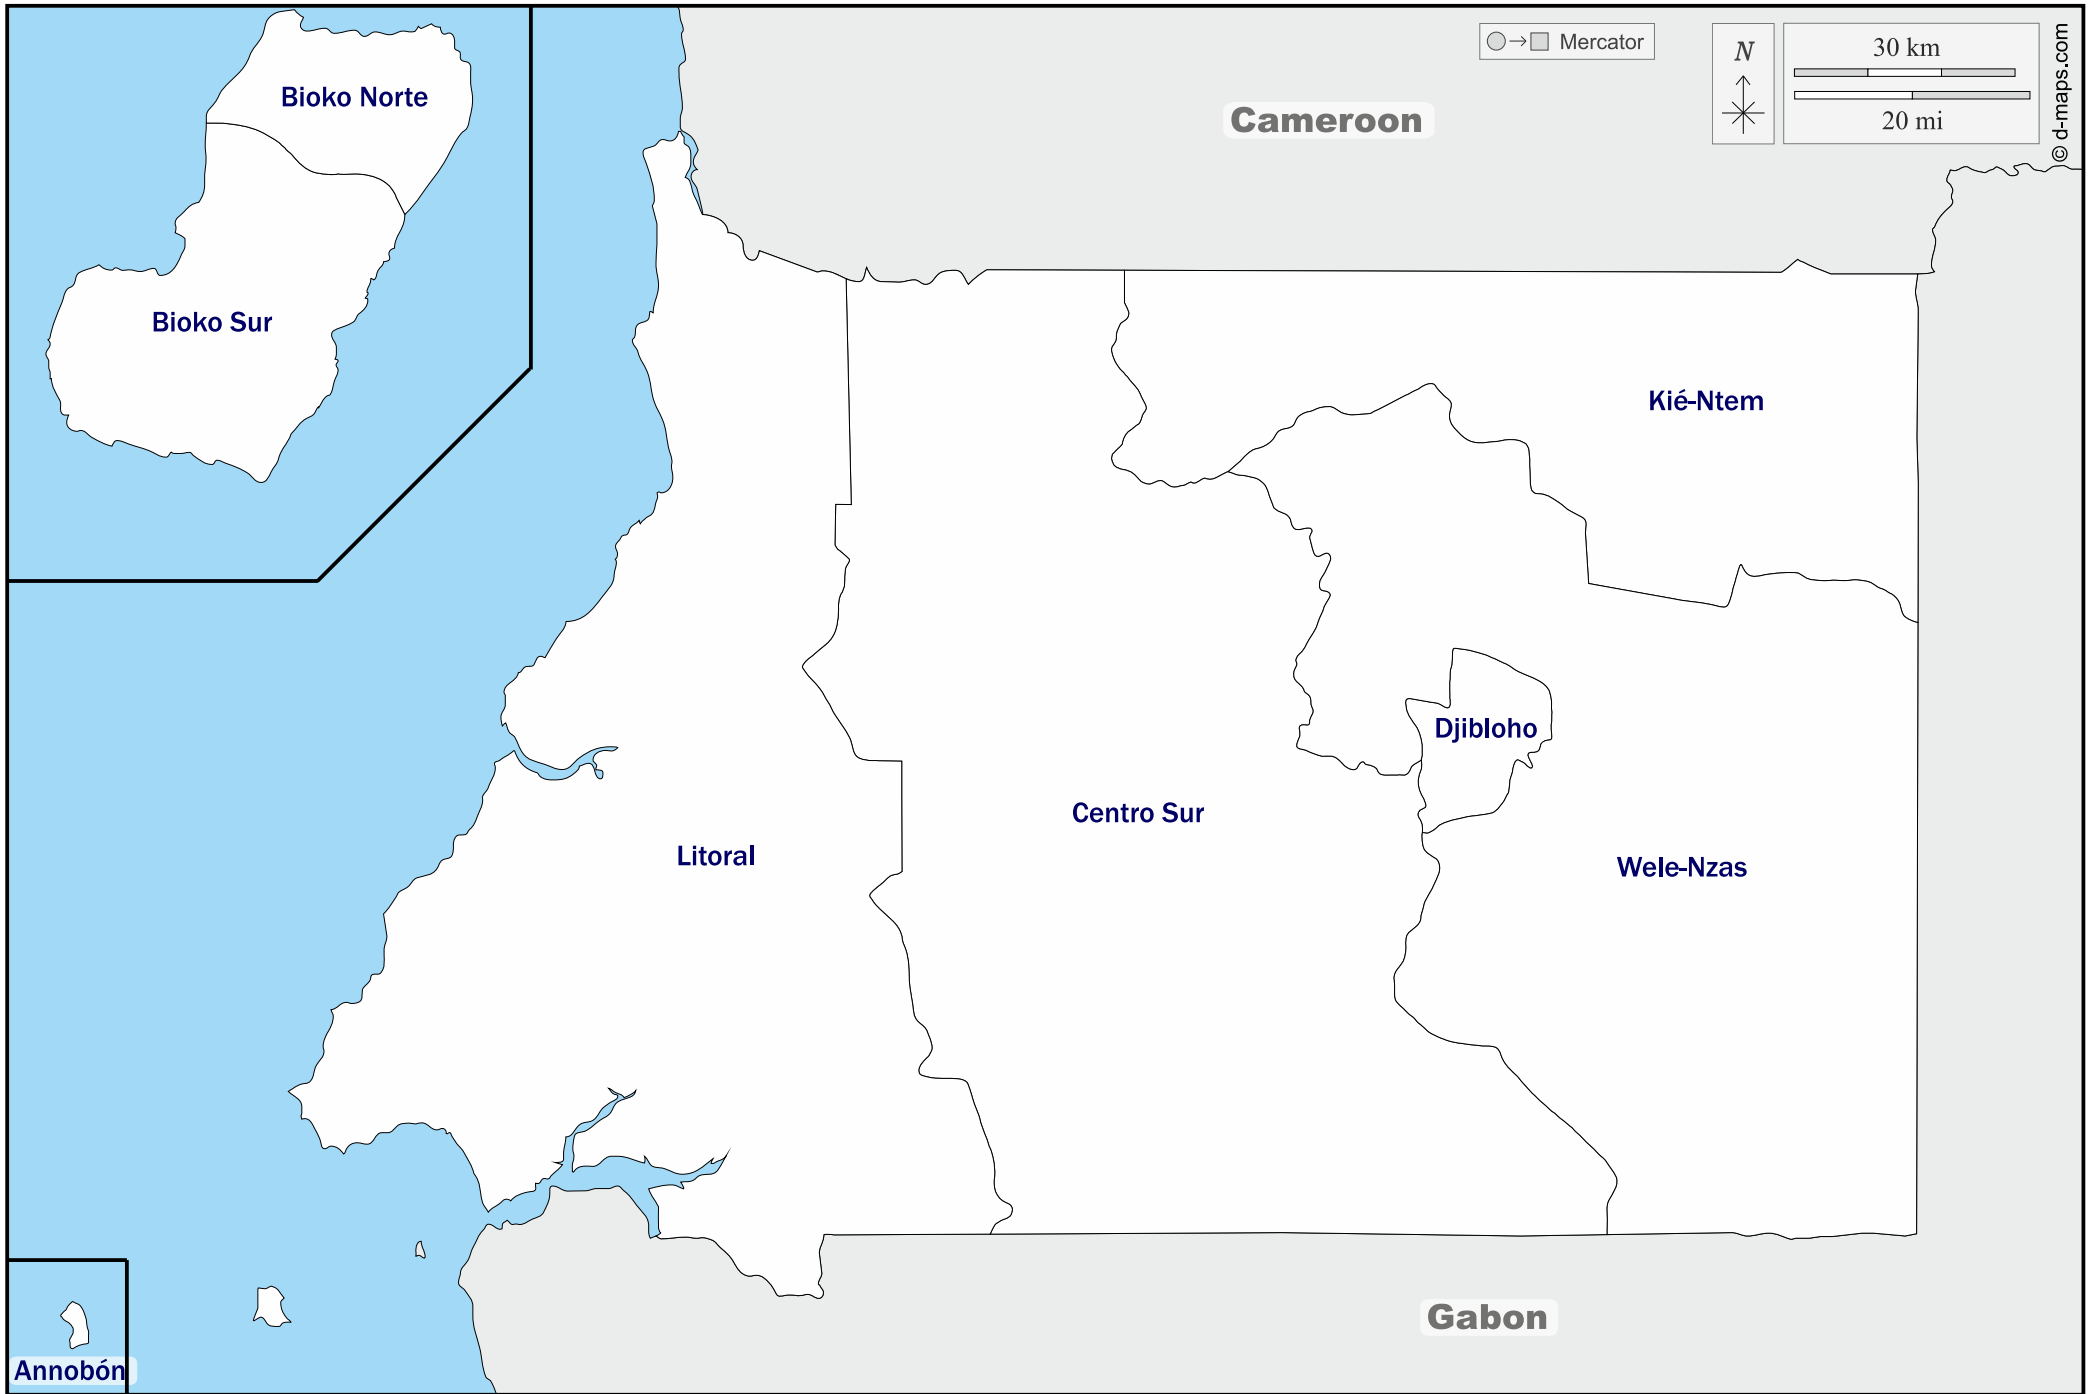 Mercator
N
30 km
20 mi
© d-maps.com
Bioko Norte
Cameroon
Bioko Sur
Kié-Ntem
Djibloho
Centro Sur
Litoral
Wele-Nzas
Gabon
Annobón